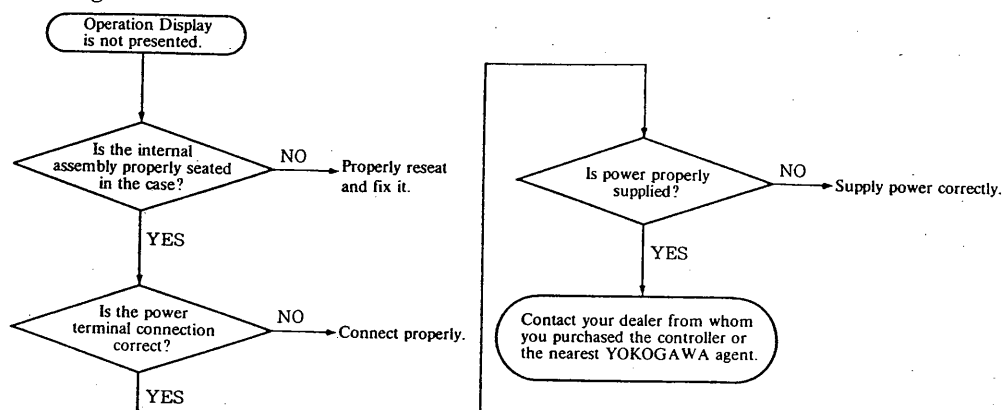 Operation Display
is not presented.
Is the internal
assembly properly seated
in the case?
NO
Properly reseat
and fix it.
YES
Is the power
terminal connection
correct?
NO
Connect properly.
YES
Is power properly
supplied?
NO
Supply power correctly.
YES
Contact your dealer from whom
you purchased the controller or
the nearest YOKOGAWA agent.